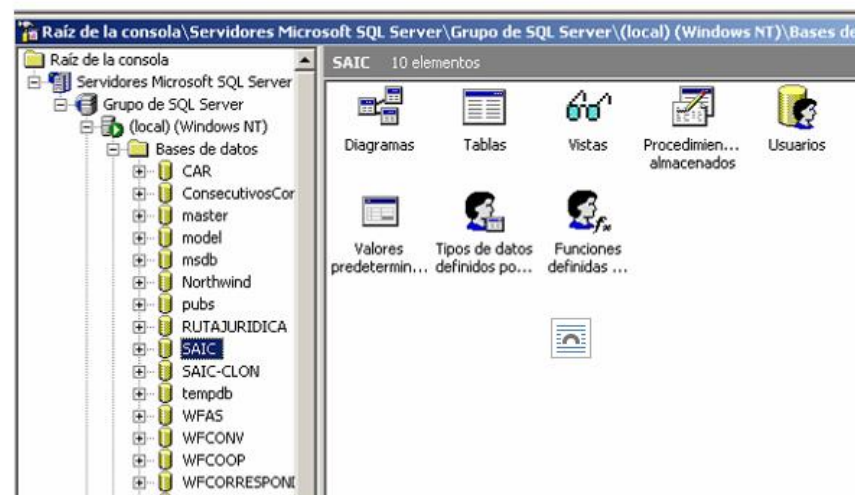 Raíz de la consola\Servidores Microsoft SQL Server\Grupo de SQL Server\(local) (Windows NT)\Bases de
Raíz de la consola
Servidores Microsoft SQL Server
Grupo de SQL Server
(local) (Windows NT)
Bases de datos
CAR
ConsecutivosCor
master
model
msdb
Northwind
pubs
RUTAJURIDICA
SAIC
SAIC-CLON
tempdb
WFAS
WFCONV
WFCOOP
WFCORRESPOND
SAIC 10 elementos
Diagramas
Tablas
Vistas
Procedimien... almacenados
Usuarios
Valores predetermin...
Tipos de datos definidos po...
Funciones definidas ...